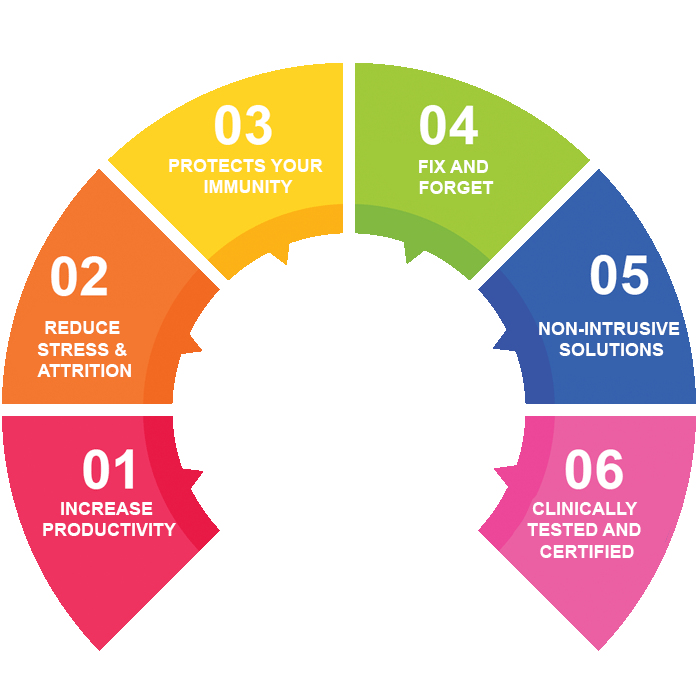 01
INCREASE
PRODUCTIVITY
02
REDUCE
STRESS &
ATTRITION
03
PROTECTS YOUR
IMMUNITY
04
FIX AND
FORGET
05
NON-INTRUSIVE
SOLUTIONS
06
CLINICALLY
TESTED AND
CERTIFIED